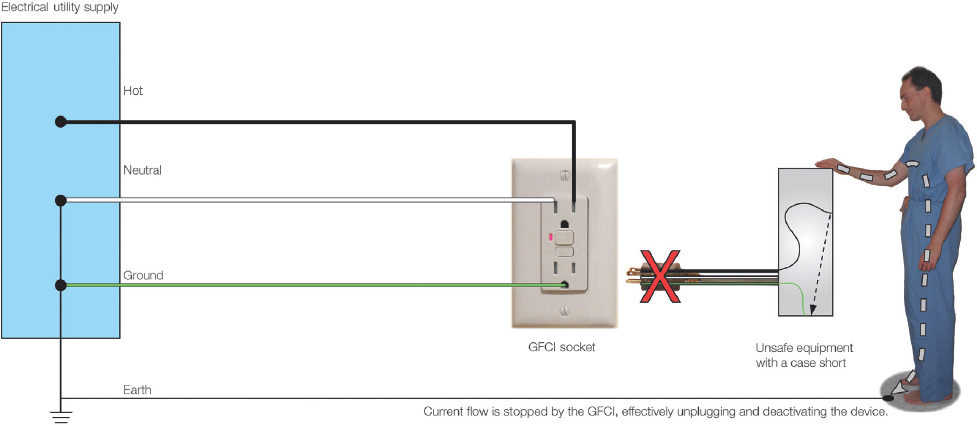 Electrical utility supply
Hot
Neutral
Ground
GFCI socket
Unsafe equipment
with a case short
Earth
Current flow is stopped by the GFCI, effectively unplugging and deactivating the device.